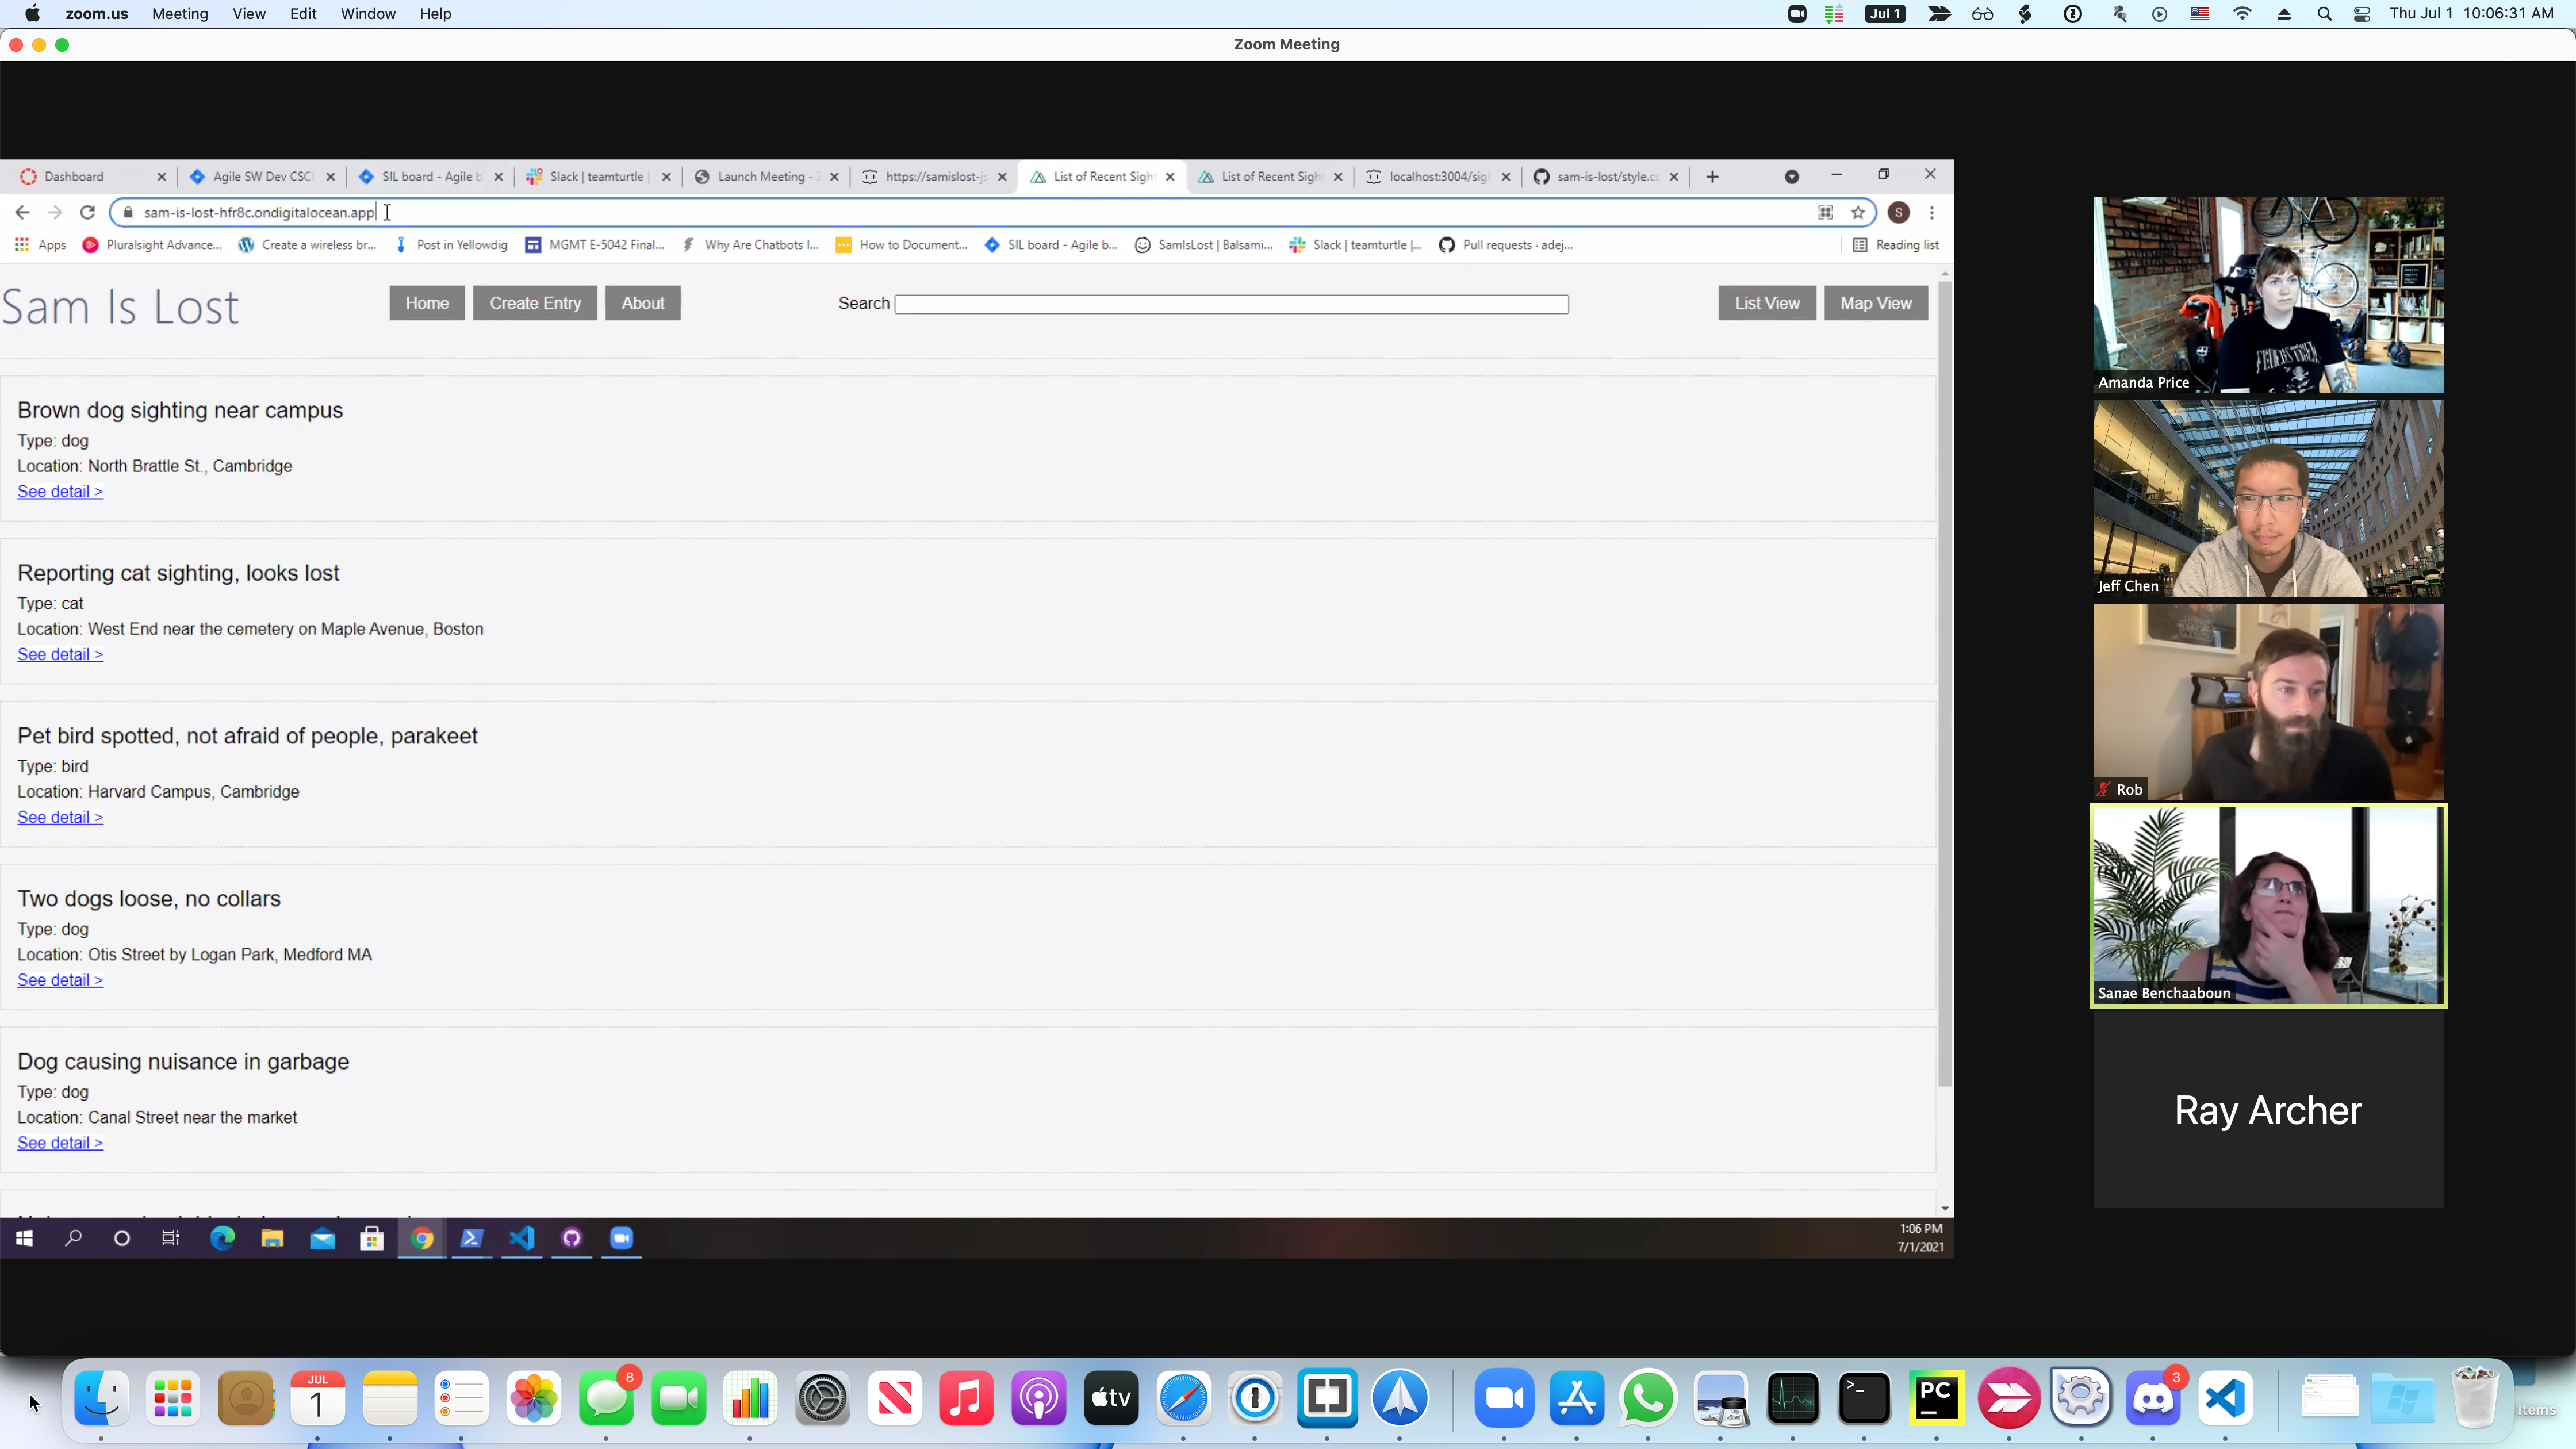 zoom.us Meeting View Edit Window Help
Jul 1
Thu Jul 1 10:06:31 AM
Zoom Meeting
Dashboard
Agile SW Dev CSCI
SIL board - Agile b
Slack | teamturtle |
Launch Meeting - Z
https://samislost-js
List of Recent Sigh
List of Recent Sigh
localhost:3004/sigh
sam-is-lost/style.cs
sam-is-lost-hfr8c.ondigitalocean.app
S
Apps
Pluralsight Advance...
Create a wireless br...
Post in Yellowdig
MGMT E-5042 Final...
Why Are Chatbots I...
How to Document...
SIL board - Agile b...
SamIsLost | Balsami...
Slack | teamturtle |...
Pull requests · adej...
Reading list
Sam Is Lost
Home
Create Entry
About
Search
List View
Map View
Brown dog sighting near campus
Type: dog
Location: North Brattle St., Cambridge
See detail >
Reporting cat sighting, looks lost
Type: cat
Location: West End near the cemetery on Maple Avenue, Boston
See detail >
Pet bird spotted, not afraid of people, parakeet
Type: bird
Location: Harvard Campus, Cambridge
See detail >
Two dogs loose, no collars
Type: dog
Location: Otis Street by Logan Park, Medford MA
See detail >
Dog causing nuisance in garbage
Type: dog
Location: Canal Street near the market
See detail >
1:06 PM
7/1/2021
Amanda Price
Jeff Chen
Rob
Sanae Benchaaboun
Ray Archer
JUL
1
8
tv
PC
3
Items